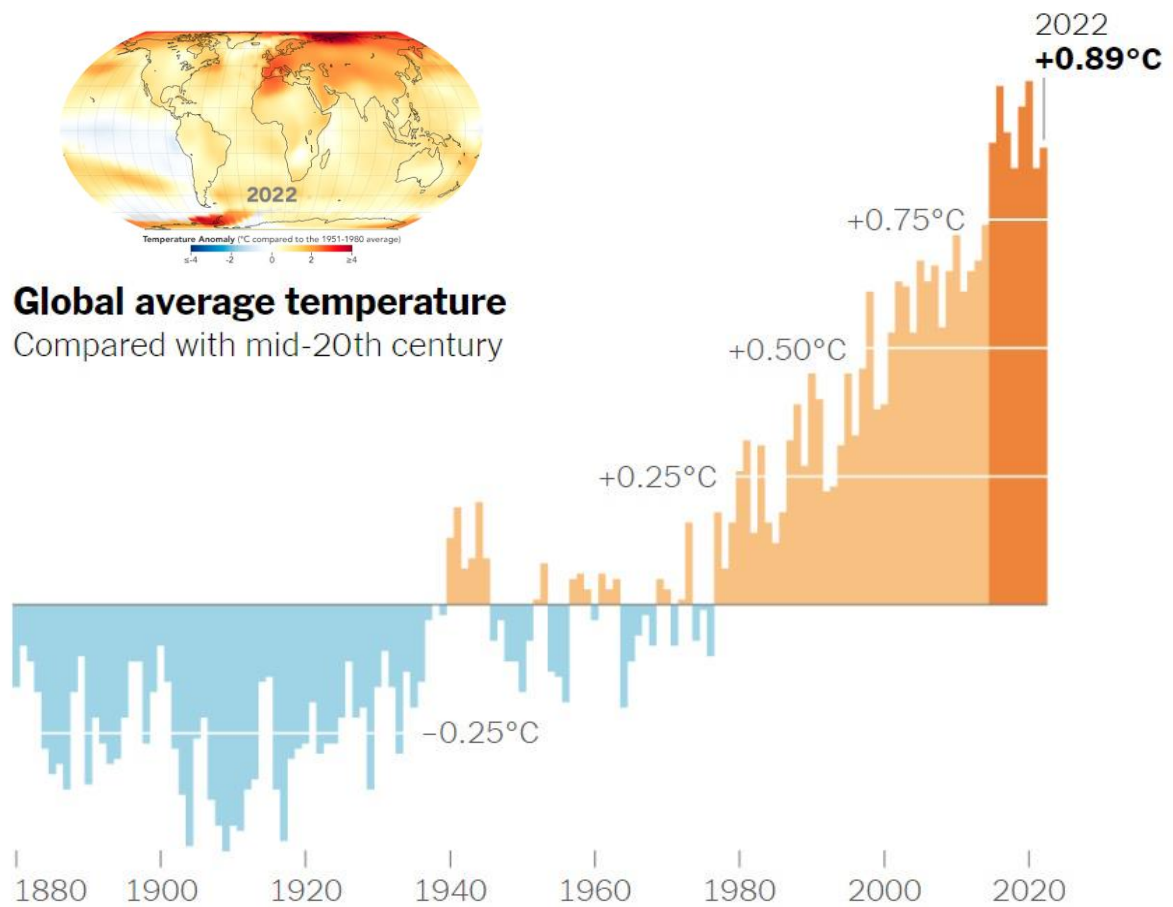 2022
+0.89°C
2022
Temperature Anomaly (°C compared to the 1951-1980 average)
≤-4 -2 0 2 ≥4
Global average temperature
Compared with mid-20th century
+0.75°C
+0.50°C
+0.25°C
−0.25°C
1880 1900 1920 1940 1960 1980 2000 2020